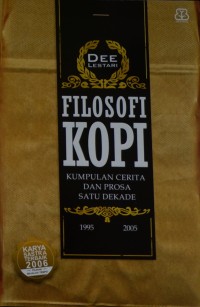 DEE
LESTARI
FILOSOFI
KOPI
KUMPULAN CERITA
DAN PROSA
SATU DEKADE
1995 2005
KARYA
SASTRA
TERBAIK
2006